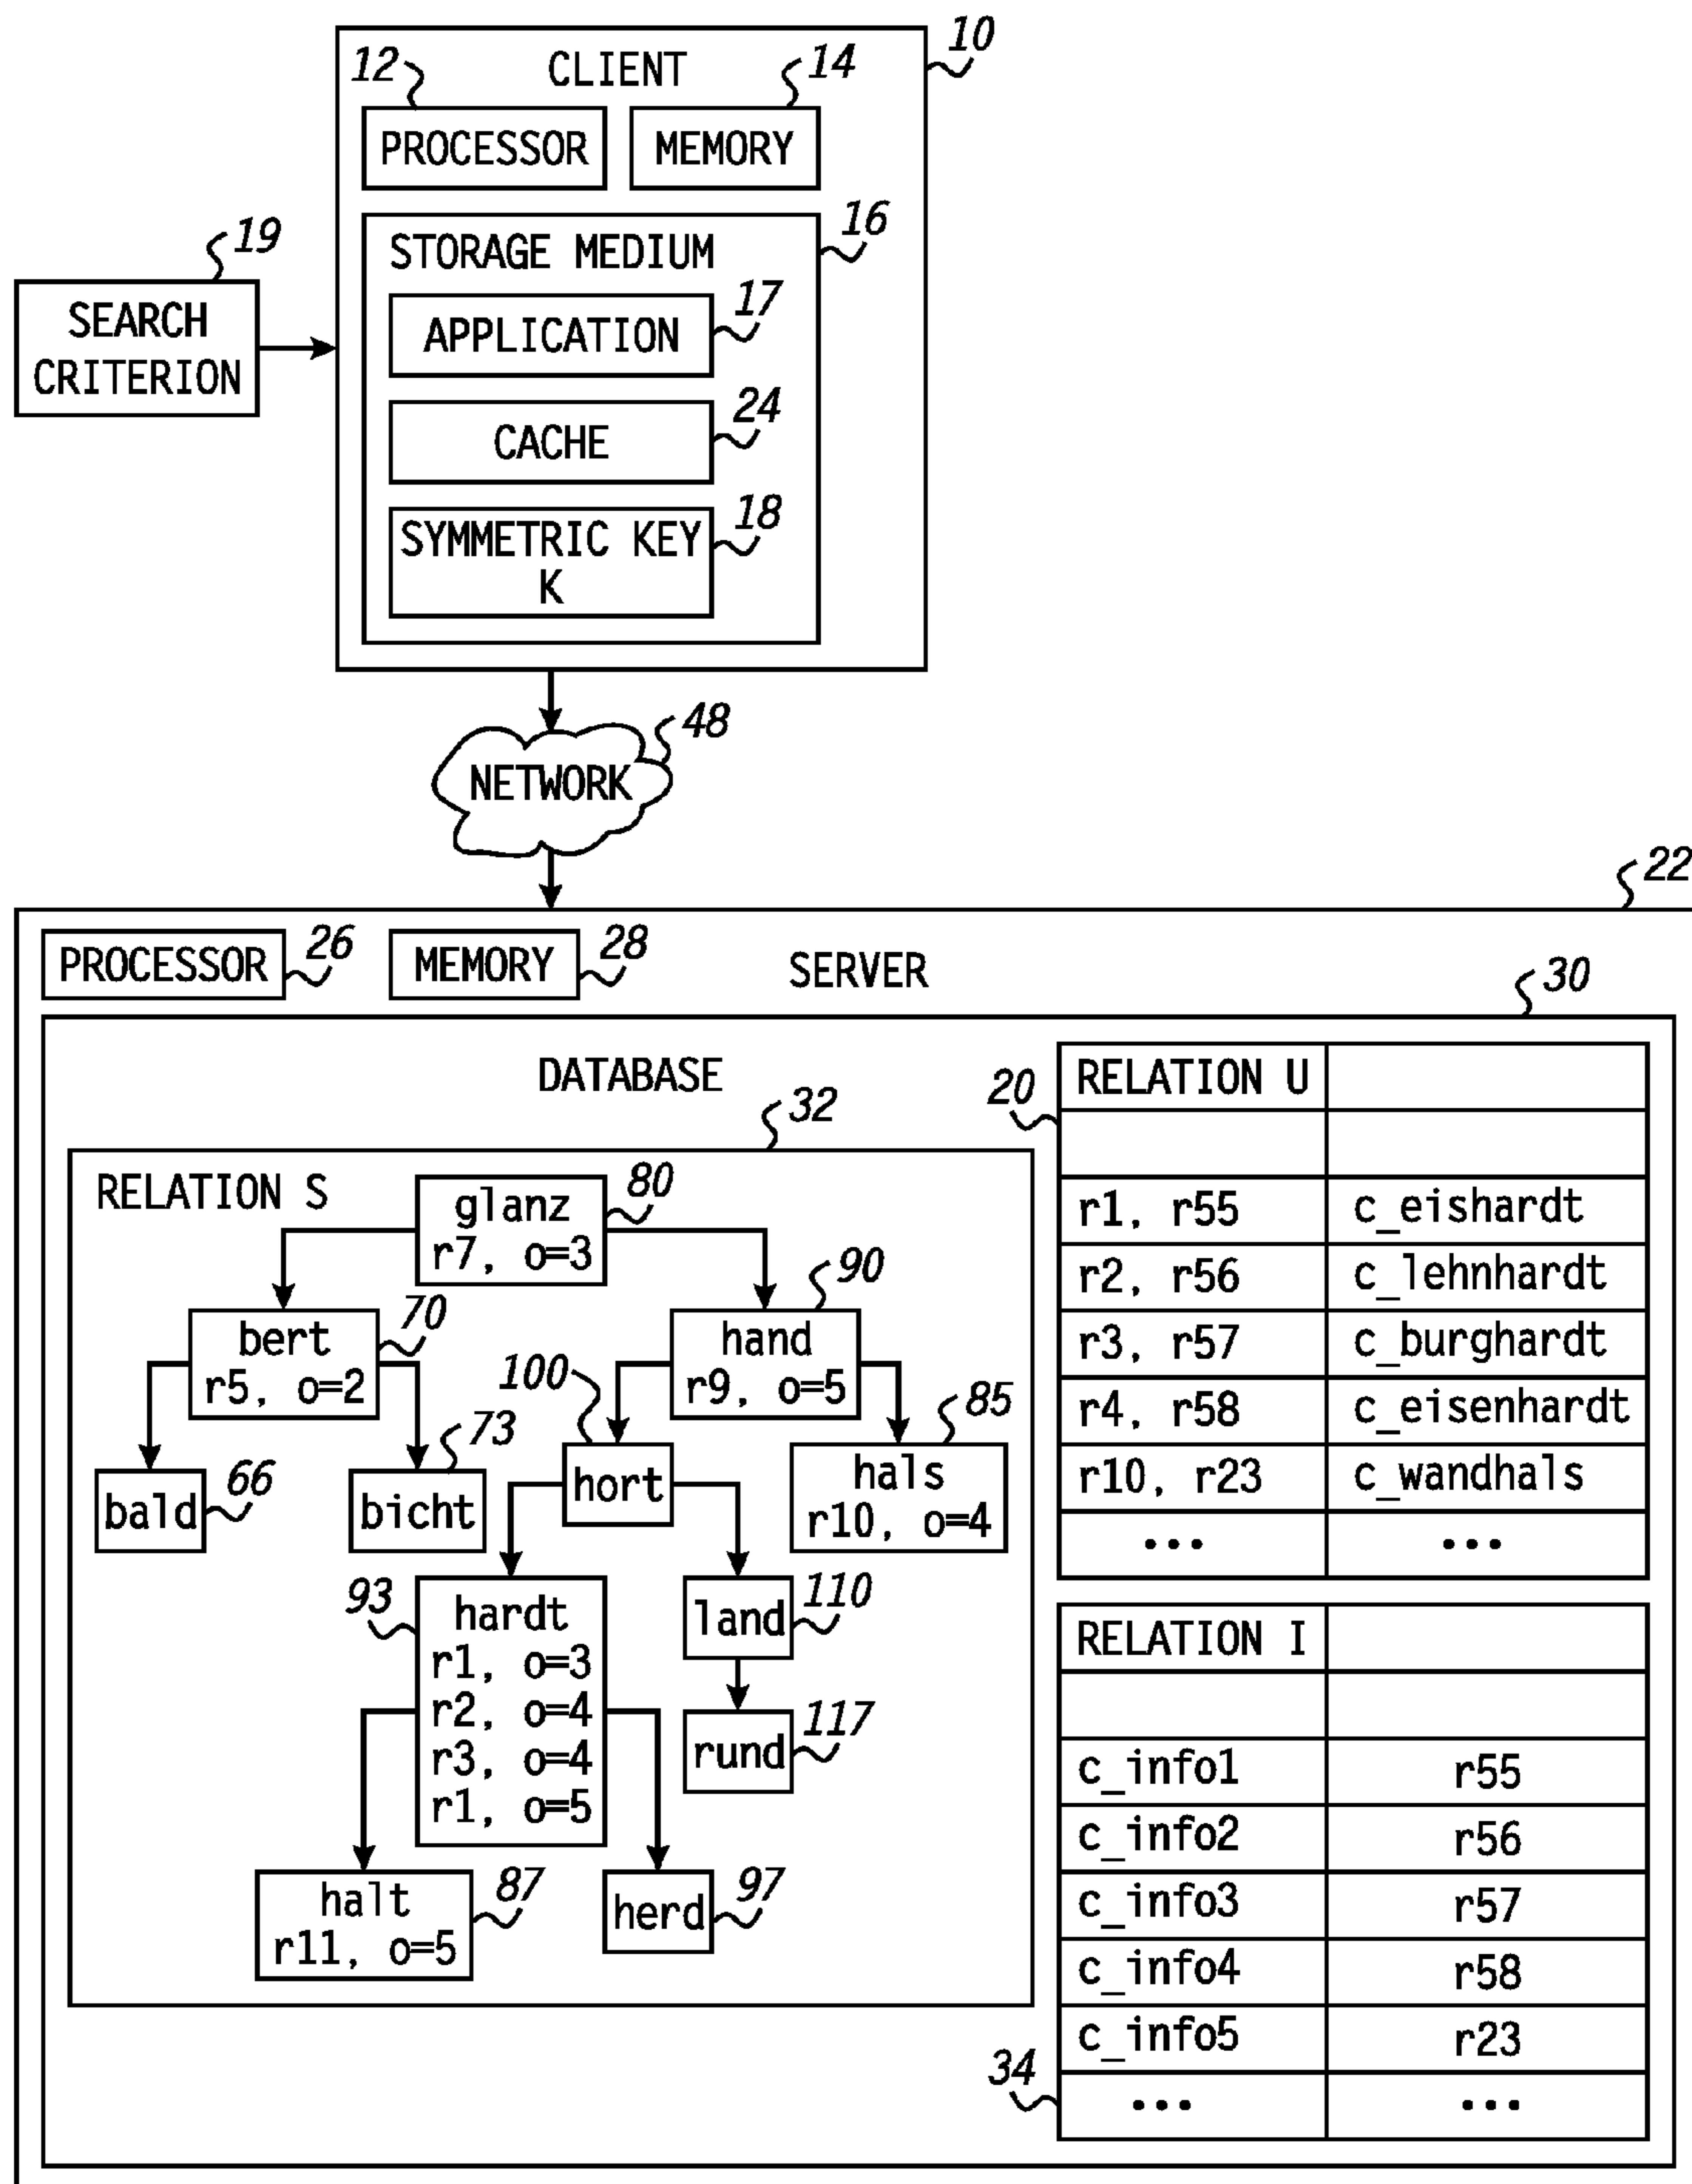 10
12
CLIENT
14
PROCESSOR
MEMORY
16
19
STORAGE MEDIUM
17
SEARCH
CRITERION
APPLICATION
24
CACHE
18
SYMMETRIC KEY
K
48
NETWORK
22
PROCESSOR
26
MEMORY
28
SERVER
30
DATABASE
32
RELATION S
glanz
r7, o=3
80
bert
r5, o=2
70
hand
r9, o=5
90
100
bald
66
bicht
73
hort
hals
r10, o=4
85
93
hardt
r1, o=3
r2, o=4
r3, o=4
r1, o=5
land
110
rund
117
halt
r11, o=5
87
herd
97
20
RELATION U
r1, r55 c_eishardt
r2, r56 c_lehnhardt
r3, r57 c_burghardt
r4, r58 c_eisenhardt
r10, r23 c_wandhals
... ...
RELATION I
c_info1 r55
c_info2 r56
c_info3 r57
c_info4 r58
c_info5 r23
34
... ...